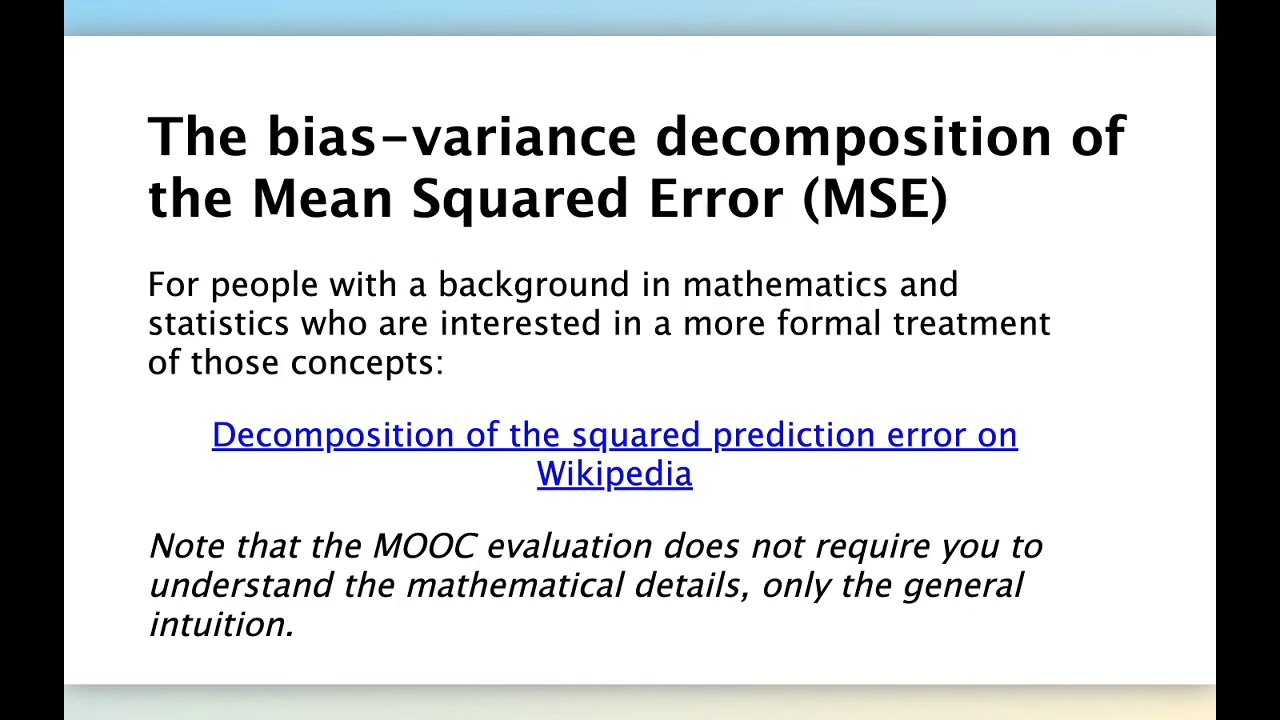 The bias-variance decomposition of
the Mean Squared Error (MSE)
For people with a background in mathematics and
statistics who are interested in a more formal treatment
of those concepts:
Decomposition of the squared prediction error on
Wikipedia
Note that the MOOC evaluation does not require you to
understand the mathematical details, only the general
intuition.